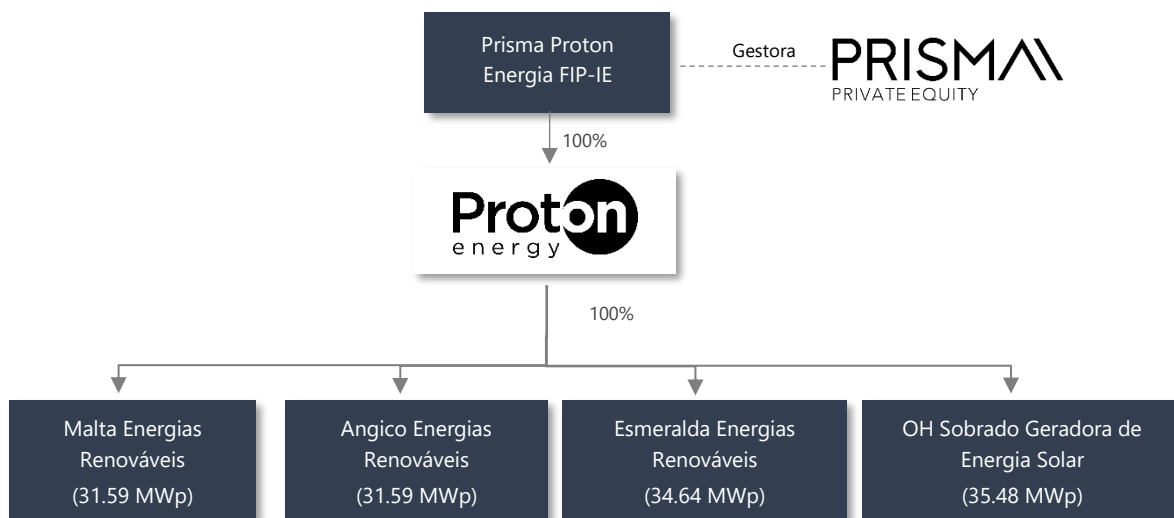 Prisma Proton
Energia FIP-IE
Gestora
PRISMA
PRIVATE EQUITY
100%
Proton
energy
100%
Malta Energias
Renováveis
(31.59 MWp)
Angico Energias
Renováveis
(31.59 MWp)
Esmeralda Energias
Renováveis
(34.64 MWp)
OH Sobrado Geradora de
Energia Solar
(35.48 MWp)